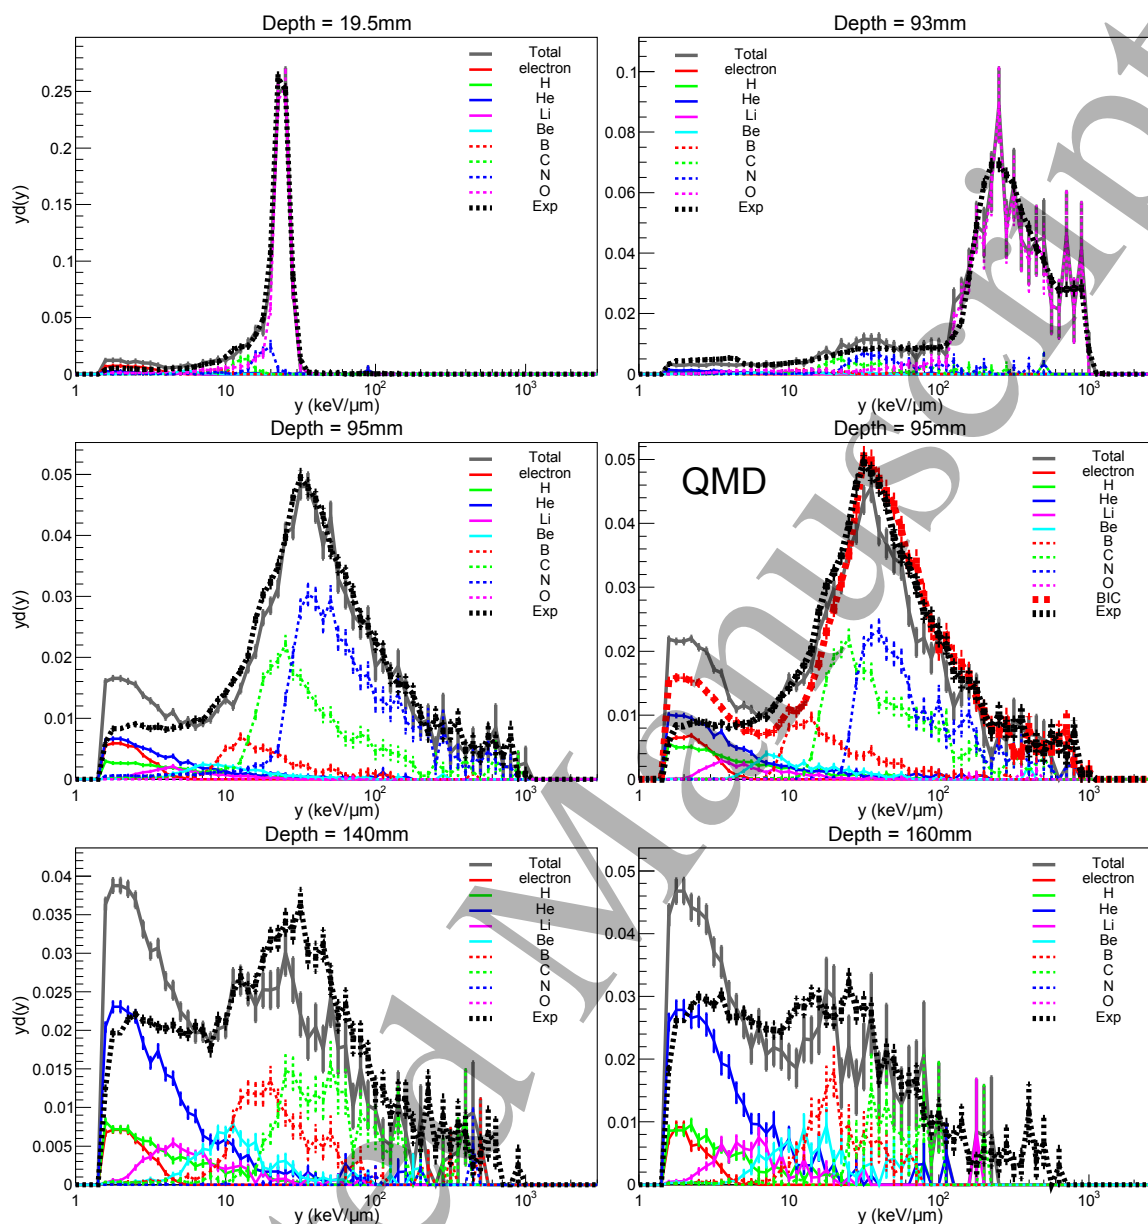 Depth = 19.5mm
yd(y)
0.25
0.2
0.15
0.1
0.05
0
1
10
10²
10³
y (keV/μm)
Total
electron
H
He
Li
Be
B
C
N
O
Exp
Depth = 93mm
0.1
0.08
0.06
0.04
0.02
0
1
10
10²
10³
y (keV/μm)
Total
electron
H
He
Li
Be
B
C
N
O
Exp
Depth = 95mm
yd(y)
0.05
0.04
0.03
0.02
0.01
0
1
10
10²
10³
y (keV/μm)
Total
electron
H
He
Li
Be
B
C
N
O
Exp
Depth = 95mm
QMD
0.05
0.04
0.03
0.02
0.01
0
1
10
10²
10³
y (keV/μm)
Total
electron
H
He
Li
Be
B
C
N
O
BIC
Exp
Depth = 140mm
yd(y)
0.04
0.035
0.03
0.025
0.02
0.015
0.01
0.005
0
1
10
10²
10³
y (keV/μm)
Total
electron
H
He
Li
Be
B
C
N
O
Exp
Depth = 160mm
0.05
0.04
0.03
0.02
0.01
0
1
10
10²
10³
y (keV/μm)
Total
electron
H
He
Li
Be
B
C
N
O
Exp
ted Manuscript